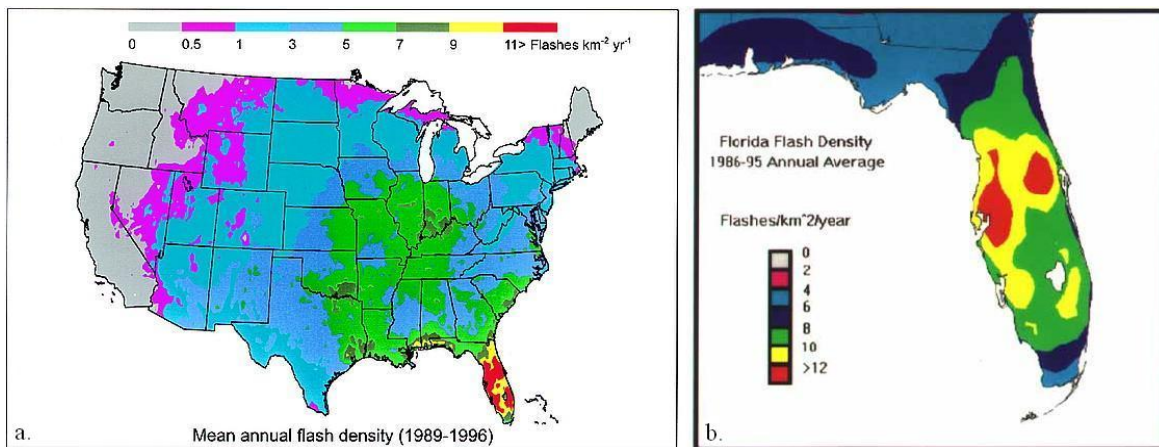 0 0.5 1 3 5 7 9 11> Flashes km⁻² yr⁻¹
a.
Mean annual flash density (1989-1996)
Florida Flash Density
1986-95 Annual Average
Flashes/km^2/year
0
2
4
6
8
10
>12
b.